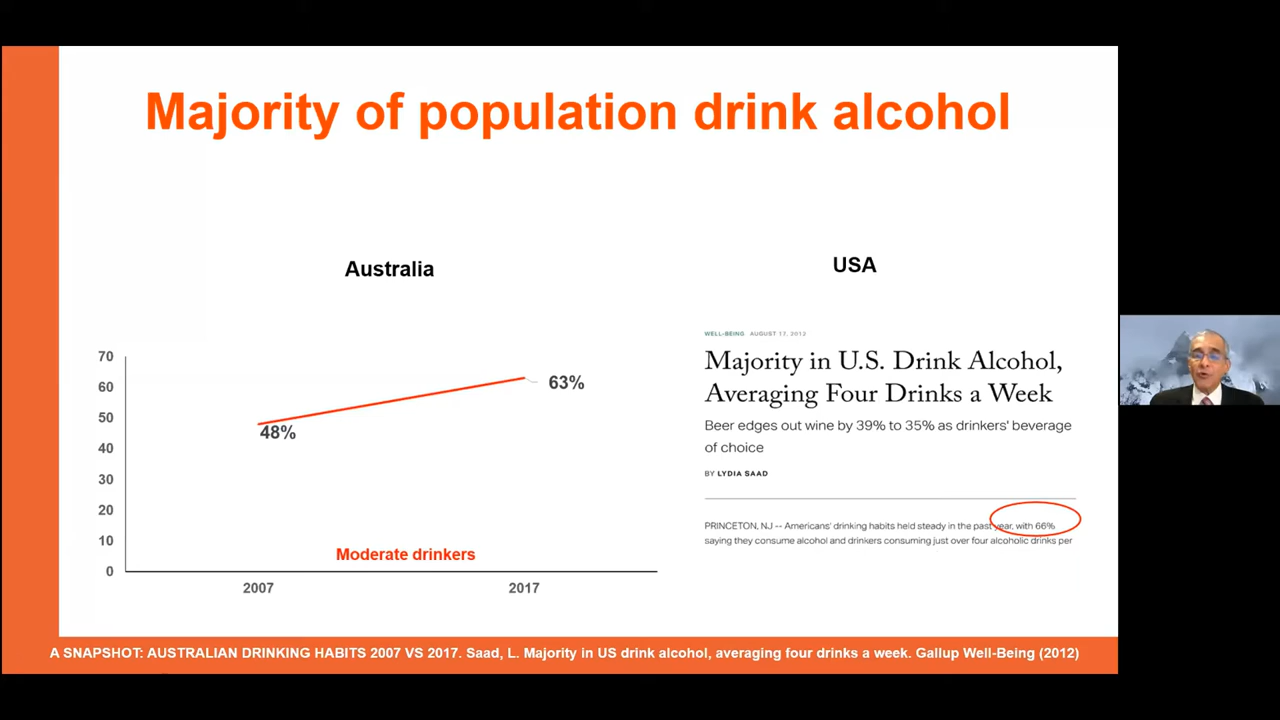 Majority of population drink alcohol
Australia
70
60
50
40
30
20
10
0
48%
63%
Moderate drinkers
2007
2017
USA
WELL-BEING AUGUST 17, 2012
Majority in U.S. Drink Alcohol,
Averaging Four Drinks a Week
Beer edges out wine by 39% to 35% as drinkers' beverage
of choice
BY LYDIA SAAD
PRINCETON, NJ -- Americans' drinking habits held steady in the past year, with 66%
saying they consume alcohol and drinkers consuming just over four alcoholic drinks per
A SNAPSHOT: AUSTRALIAN DRINKING HABITS 2007 VS 2017. Saad, L. Majority in US drink alcohol, averaging four drinks a week. Gallup Well-Being (2012)